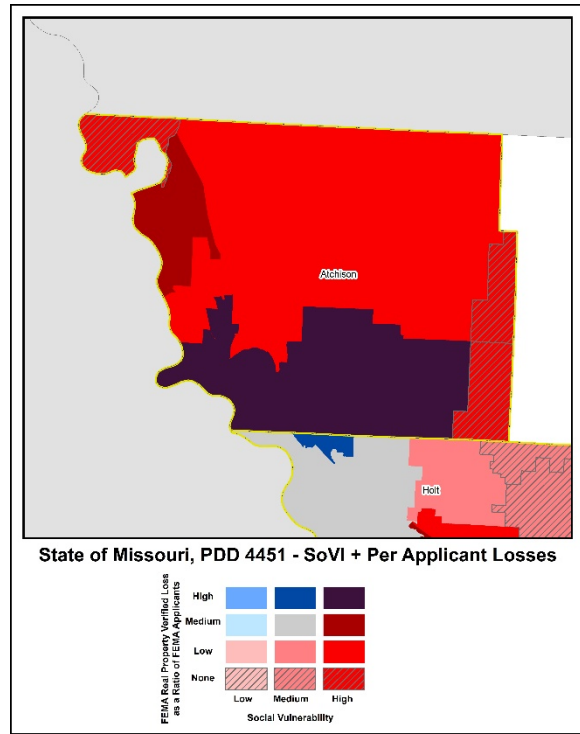 Atchison
Holt
State of Missouri, PDD 4451 - SoVI + Per Applicant Losses
FEMA Real Property Verified Loss
as a Ratio of FEMA Applicants
High
Medium
Low
None
Low Medium High
Social Vulnerability